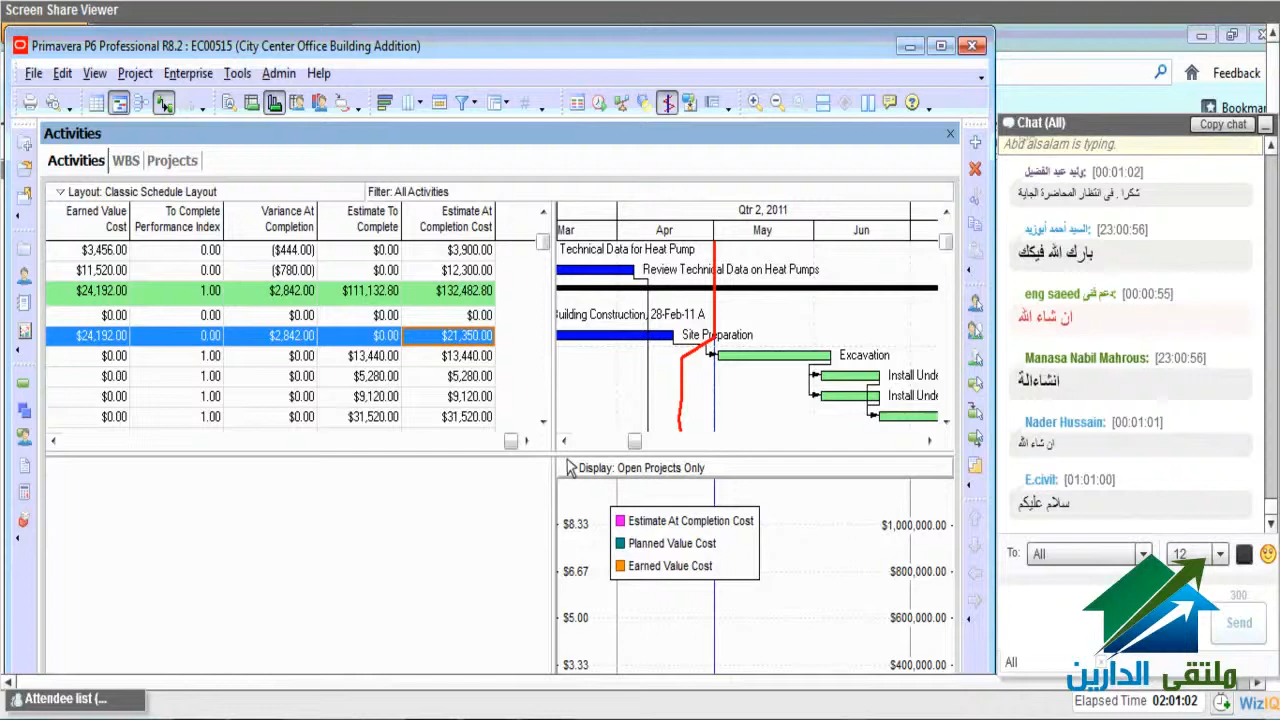 Screen Share Viewer
Primavera P6 Professional R8.2 : EC00515 (City Center Office Building Addition)
File Edit View Project Enterprise Tools Admin Help
Feedback
Bookmar
Activities
Activities WBS Projects
Layout: Classic Schedule Layout Filter: All Activities
Earned Value Cost To Complete Performance Index Variance At Completion Estimate To Complete Estimate At Completion Cost
$3,456.00 0.00 ($444.00) $0.00 $3,900.00
$11,520.00 0.00 ($780.00) $0.00 $12,300.00
$24,192.00 1.00 $2,842.00 $111,132.80 $132,482.80
$0.00 0.00 $0.00 $0.00 $0.00
$24,192.00 0.00 $2,842.00 $0.00 $21,350.00
$0.00 1.00 $0.00 $13,440.00 $13,440.00
$0.00 1.00 $0.00 $5,280.00 $5,280.00
$0.00 1.00 $0.00 $9,120.00 $9,120.00
$0.00 1.00 $0.00 $31,520.00 $31,520.00
Qtr 2, 2011
Mar Apr May Jun
Technical Data for Heat Pump
Review Technical Data on Heat Pumps
uilding Construction, 28-Feb-11 A
Site Preparation
Excavation
Install Unde
Install Unde
Display: Open Projects Only
Estimate At Completion Cost
Planned Value Cost
Earned Value Cost
$8.33 $1,000,000.00
$6.67 $800,000.00
$5.00 $600,000.00
$3.33 $400,000.00
Chat (All) Copy chat
Abd'alsalam is typing.
وليد عبد الفضيل: [00:01:02]
شكرا . فى انتظار المحاضرة الجاية
السيد أحمد أبوزيد: [23:00:56]
بارك الله فيكك
eng saeed دعم فنى: [00:00:55]
ان شاء الله
Manasa Nabil Mahrous: [23:00:56]
انشاءالة
Nader Hussain: [00:01:01]
ان شاء الله
E.civil: [01:01:00]
سلام عليكم
To: All 12
300
Send
All
ملتقى الدارين
Attendee list (...
Elapsed Time 02:01:02
WizIQ